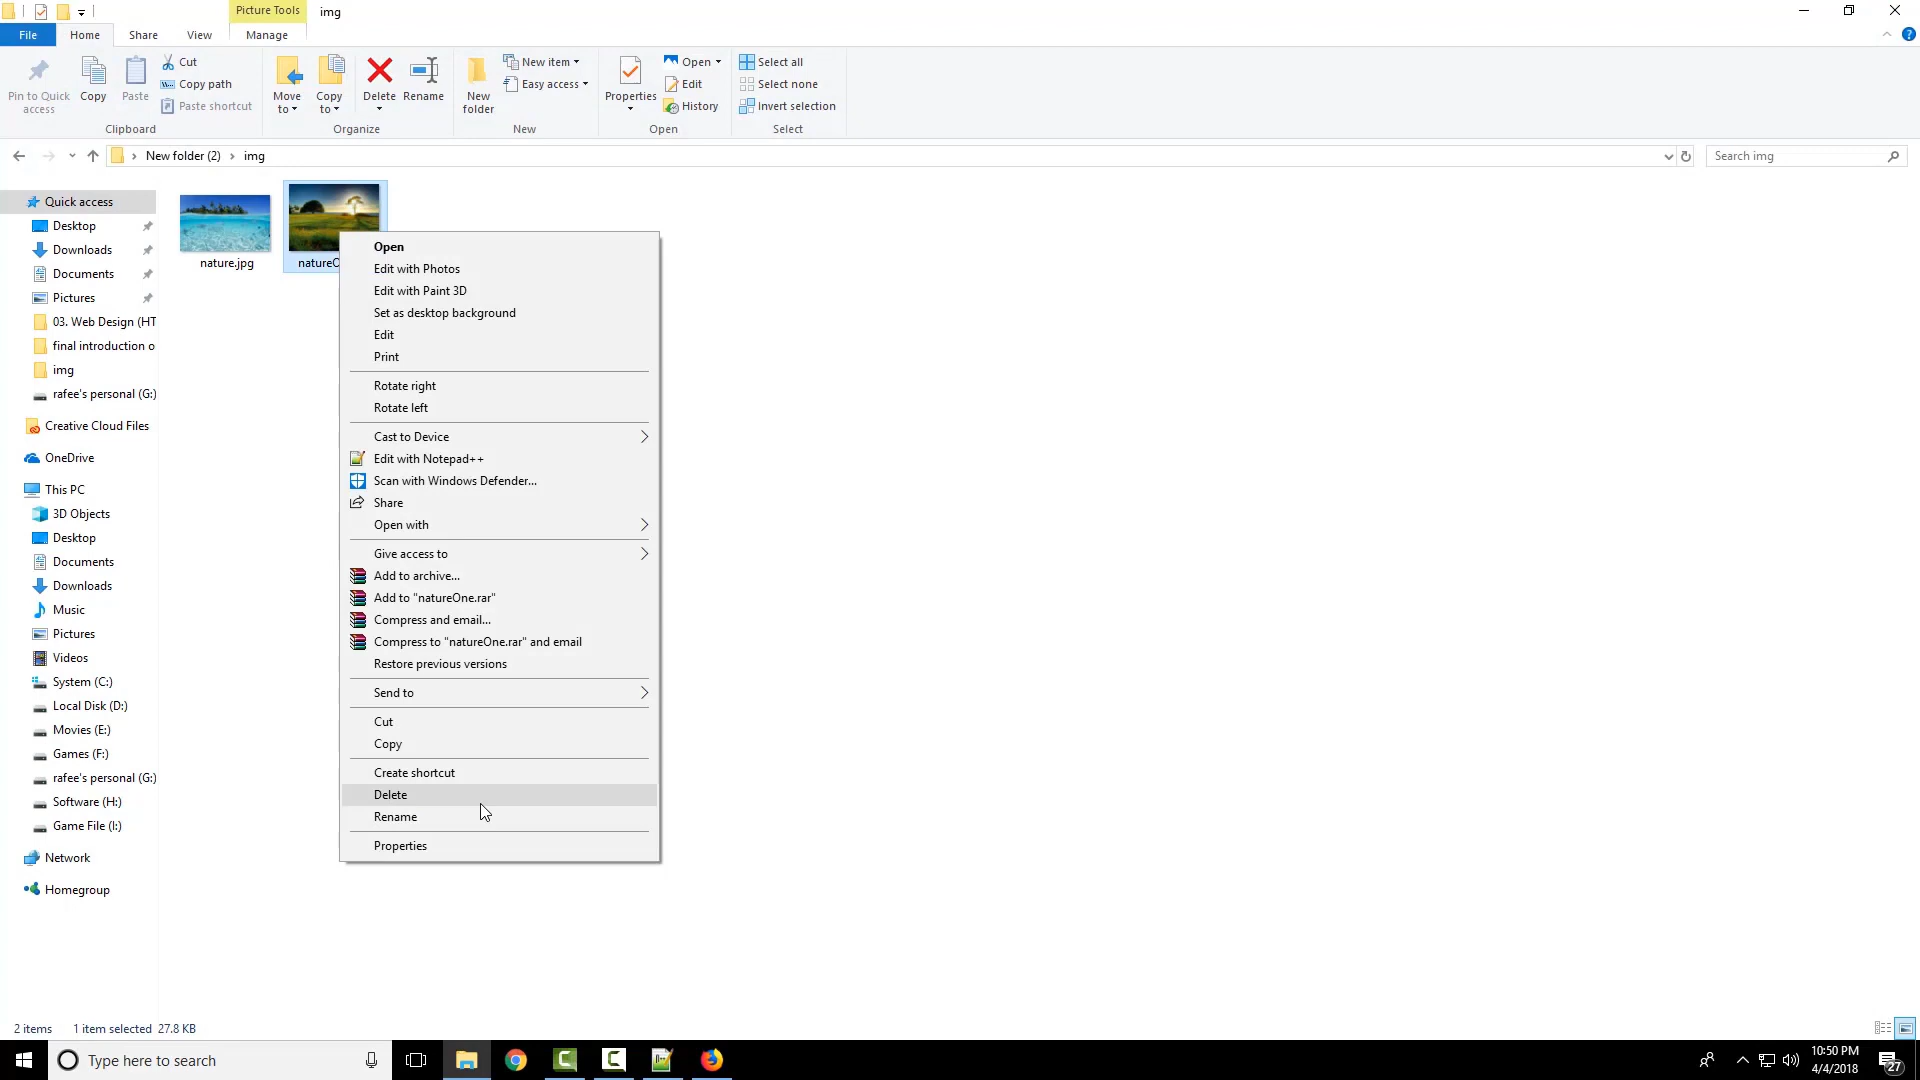 Picture Tools
img
File
Home
Share
View
Manage
Pin to Quick
access
Copy
Paste
Cut
Copy path
Paste shortcut
Clipboard
Move
to
Copy
to
Delete
Rename
Organize
New
folder
New item
Easy access
New
Properties
Open
Edit
History
Open
Select all
Select none
Invert selection
Select
New folder (2)
img
Search img
Quick access
Desktop
Downloads
Documents
Pictures
03. Web Design (HT
final introduction o
img
rafee's personal (G:)
Creative Cloud Files
OneDrive
This PC
3D Objects
Desktop
Documents
Downloads
Music
Pictures
Videos
System (C:)
Local Disk (D:)
Movies (E:)
Games (F:)
rafee's personal (G:)
Software (H:)
Game File (I:)
Network
Homegroup
nature.jpg
natureO
Open
Edit with Photos
Edit with Paint 3D
Set as desktop background
Edit
Print
Rotate right
Rotate left
Cast to Device
Edit with Notepad++
Scan with Windows Defender...
Share
Open with
Give access to
Add to archive...
Add to "natureOne.rar"
Compress and email...
Compress to "natureOne.rar" and email
Restore previous versions
Send to
Cut
Copy
Create shortcut
Delete
Rename
Properties
2 items
1 item selected 27.8 KB
Type here to search
10:50 PM
4/4/2018
27